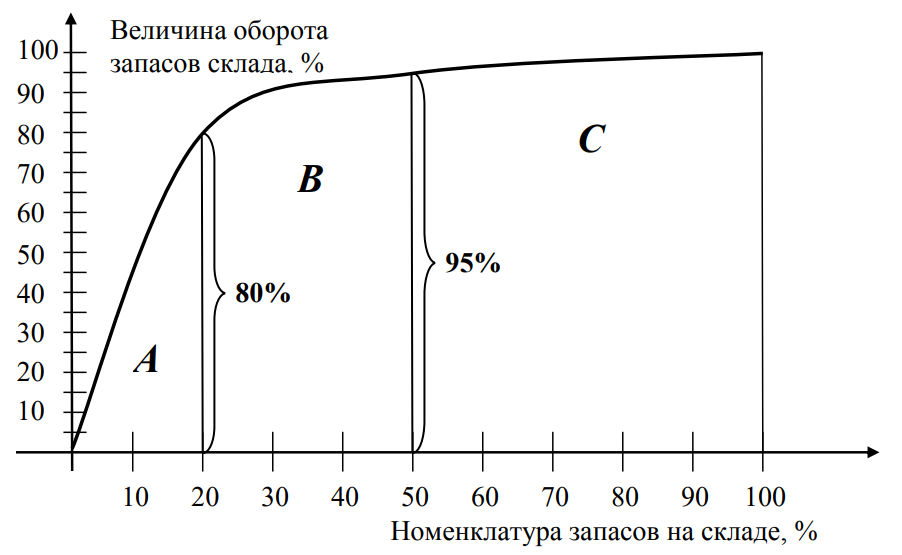 Величина оборота
запасов склада, %
100
90
80
70
60
50
40
30
20
10
A
B
C
80%
95%
10 20 30 40 50 60 70 80 90 100
Номенклатура запасов на складе, %